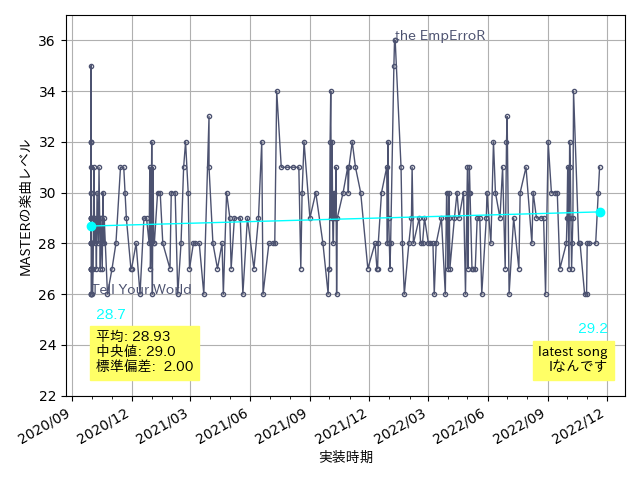 36
34
32
30
28
26
24
22
MASTERの楽曲レベル
the EmpErroR
Tell Your World
28.7
29.2
平均: 28.93
中央値: 29.0
標準偏差: 2.00
latest song
Iなんです
2020/09
2020/12
2021/03
2021/06
2021/09
2021/12
2022/03
2022/06
2022/09
2022/12
実装時期